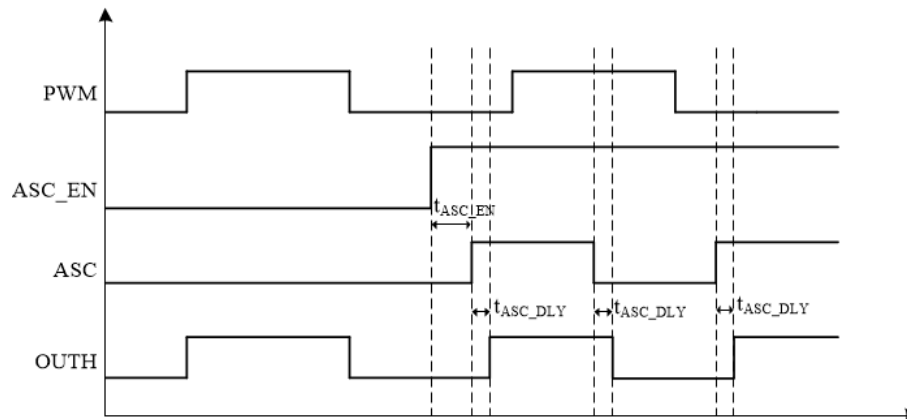 PWM
ASC_EN
tASC_EN
ASC
tASC_DLY tASC_DLY tASC_DLY
OUTH